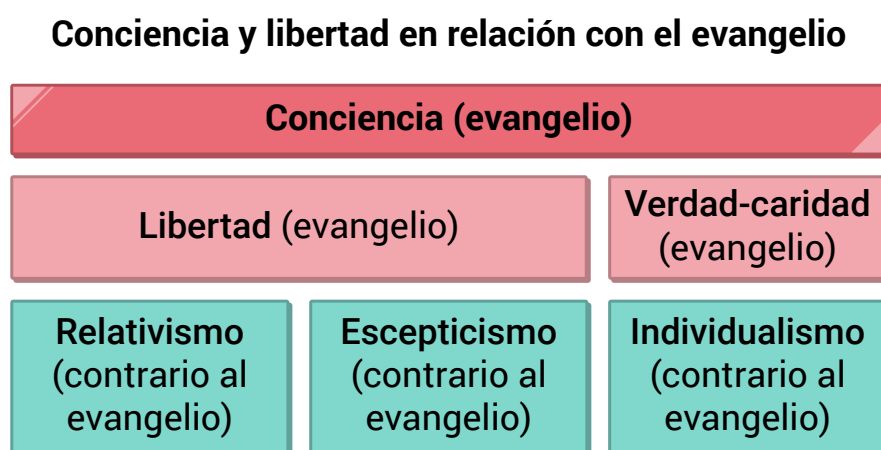 Conciencia y libertad en relación con el evangelio
Conciencia (evangelio)
Libertad (evangelio)
Verdad-caridad
(evangelio)
Relativismo
(contrario al
evangelio)
Escepticismo
(contrario al
evangelio)
Individualismo
(contrario al
evangelio)